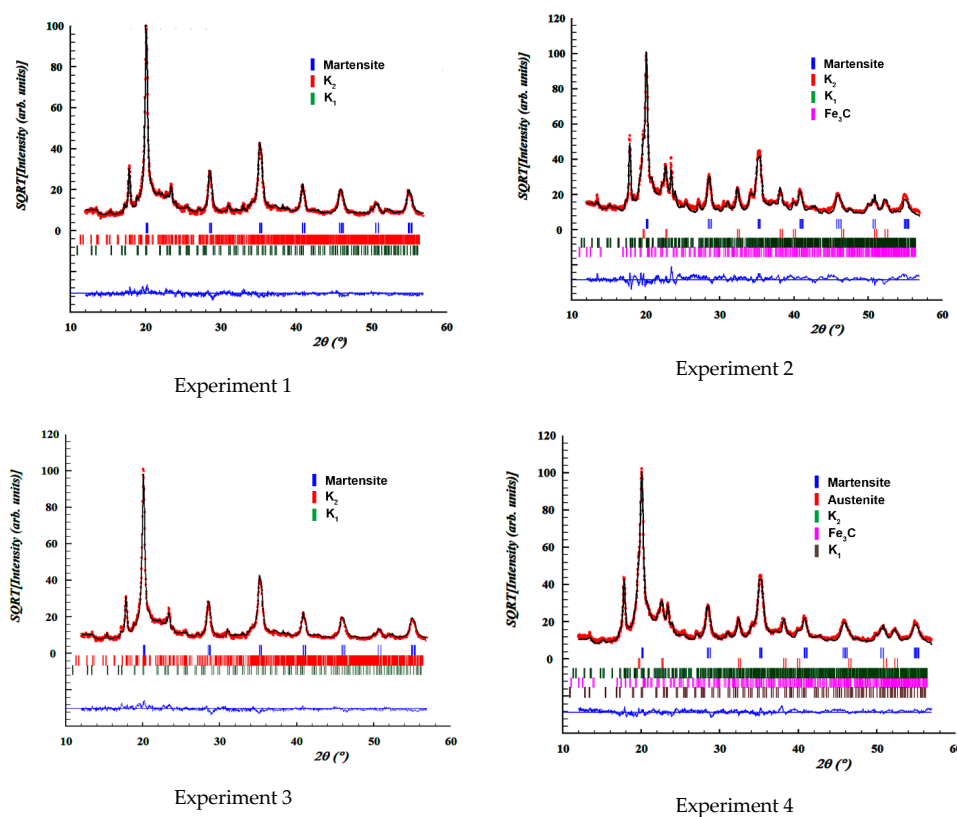 Experiment 1
SQRT[Intensity (arb. units)]
100
80
60
40
20
0
Martensite
K₂
K₁
10 20 30 40 50 60
2θ (°)
Experiment 2
SQRT[Intensity (arb. units)]
120
100
80
60
40
20
0
Martensite
K₂
K₁
Fe₃C
10 20 30 40 50 60
2θ (°)
Experiment 3
SQRT[Intensity (arb. units)]
120
100
80
60
40
20
0
Martensite
K₂
K₁
10 20 30 40 50 60
2θ (°)
Experiment 4
SQRT[Intensity (arb. units)]
120
100
80
60
40
20
0
Martensite
Austenite
K₂
Fe₃C
K₁
10 20 30 40 50 60
2θ (°)